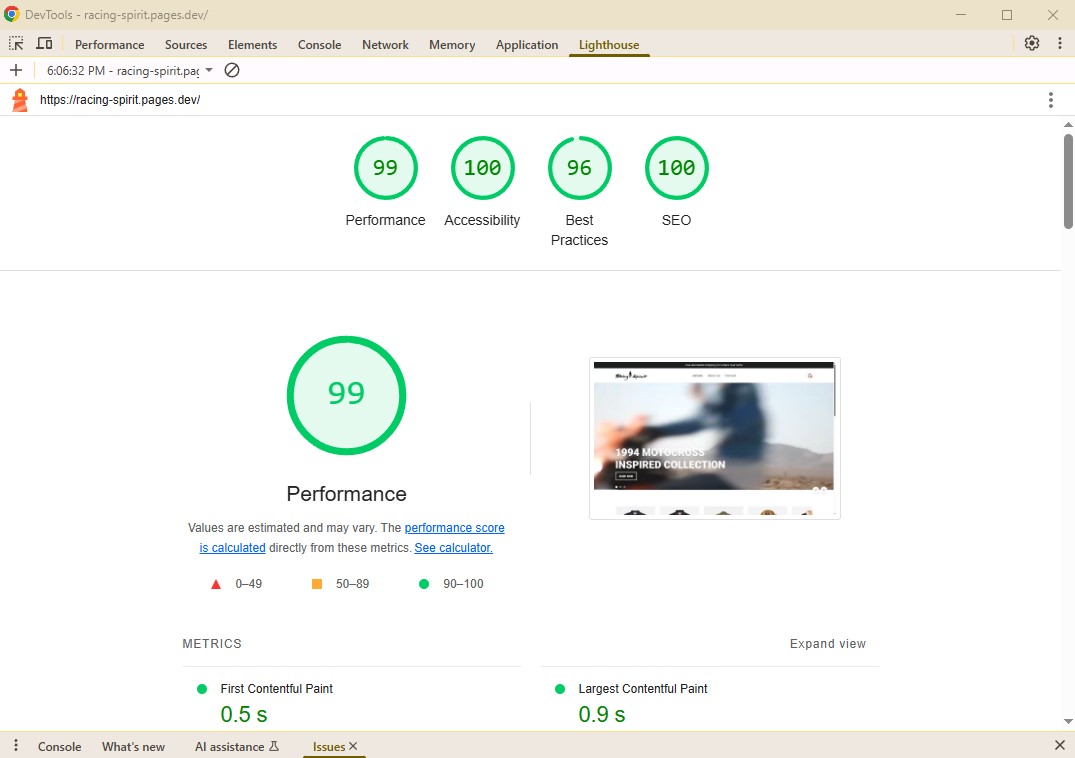 DevTools - racing-spirit.pages.dev/
Performance Sources Elements Console Network Memory Application Lighthouse
6:06:32 PM - racing-spirit.pag
https://racing-spirit.pages.dev/
99 100 96 100
Performance Accessibility Best Practices SEO
99
1994 MOTOCROSS
INSPIRED COLLECTION
SHOP NOW
Performance
Values are estimated and may vary. The performance score
is calculated directly from these metrics. See calculator.
0–49 50–89 90–100
METRICS Expand view
First Contentful Paint Largest Contentful Paint
0.5 s 0.9 s
Console What's new AI assistance Issues